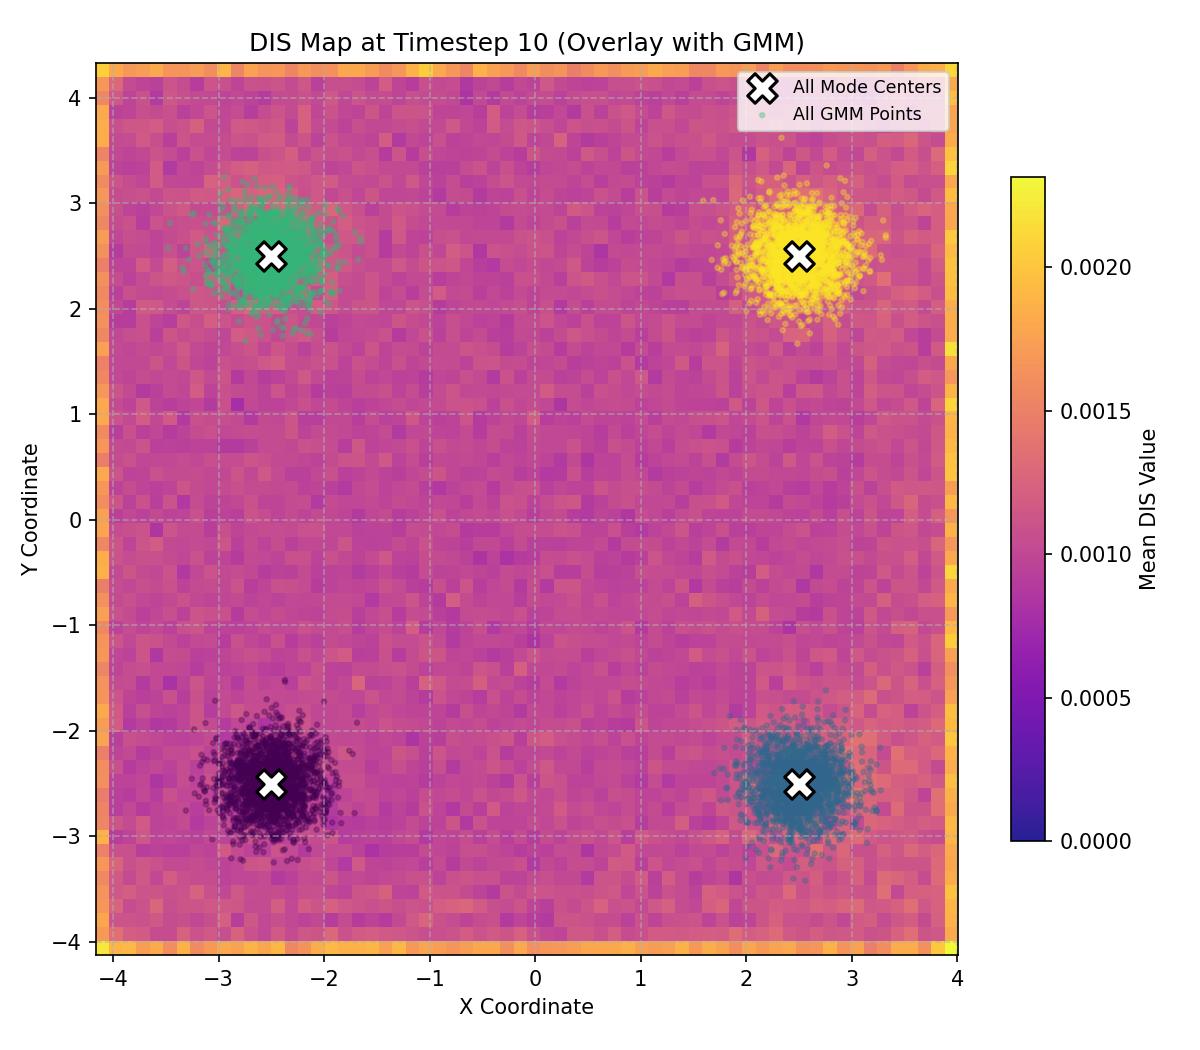 DIS Map at Timestep 10 (Overlay with GMM)
All Mode Centers
All GMM Points
4
3
2
1
0
−1
−2
−3
−4
Y Coordinate
−4 −3 −2 −1 0 1 2 3 4
X Coordinate
0.0020
0.0015
0.0010
0.0005
0.0000
Mean DIS Value